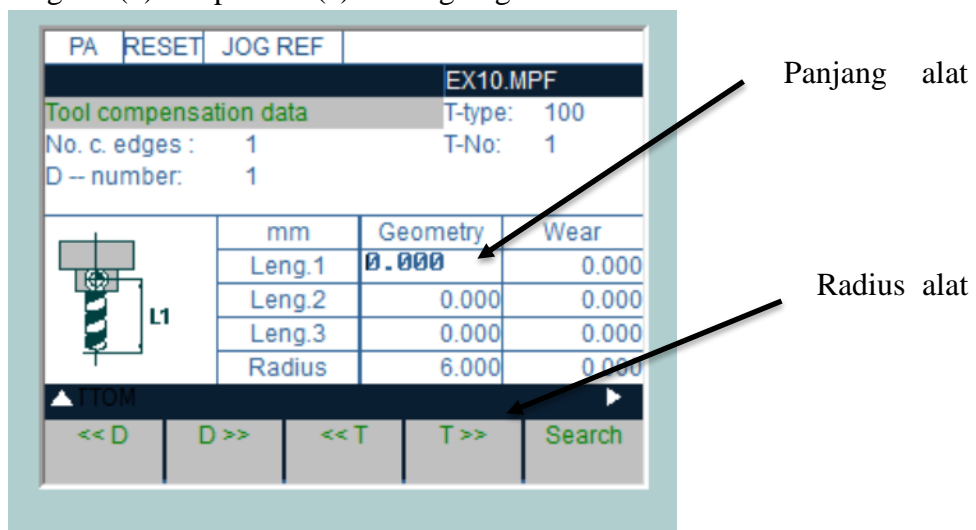 PA RESET JOG REF
EX10.MPF
Panjang alat
Tool compensation data T-type: 100
No. c. edges : 1 T-No: 1
D -- number: 1
mm Geometry Wear
Leng.1 0.000 0.000
Leng.2 0.000 0.000
Radius alat
L1
Leng.3 0.000 0.000
Radius 6.000 0.000
TTOM
<< D D >> << T T >> Search